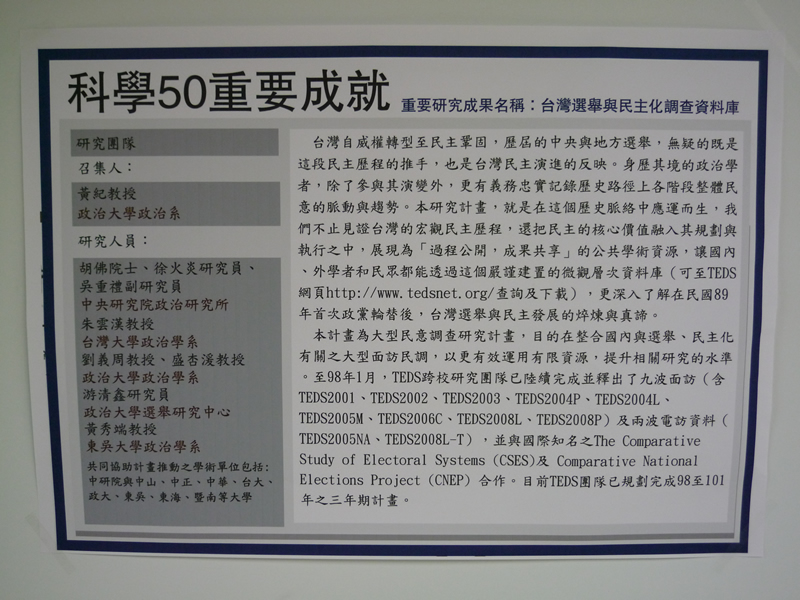 科學50重要成就 重要研究成果名稱：台灣選舉與民主化調查資料庫
研究團隊
召集人：
黃紀教授
政治大學政治系
研究人員：
胡佛院士、徐火炎研究員、
吳重禮副研究員
中央研究院政治研究所
朱雲漢教授
台灣大學政治學系
劉義周教授、盛杏湲教授
政治大學政治學系
游清鑫研究員
政治大學選舉研究中心
黃秀端教授
東吳大學政治學系
共同協助計畫推動之學術單位包括:
中研院與中山、中正、中華、台大、
政大、東吳、東海、暨南等大學
台灣自威權轉型至民主鞏固，歷屆的中央與地方選舉，無疑的既是
這段民主歷程的推手，也是台灣民主演進的反映。身歷其境的政治學
者，除了參與其演變外，更有義務忠實記錄歷史路徑上各階段整體民
意的脈動與趨勢。本研究計畫，就是在這個歷史脈絡中應運而生，我
們不止見證台灣的宏觀民主歷程，還把民主的核心價值融入其規劃與
執行之中，展現為「過程公開，成果共享」的公共學術資源，讓國內
、外學者和民眾都能透過這個嚴謹建置的微觀層次資料庫（可至TEDS
網頁http://www.tedsnet.org/查詢及下載），更深入了解在民國89
年首次政黨輪替後，台灣選舉與民主發展的焠煉與真諦。
本計畫為大型民意調查研究計畫，目的在整合國內與選舉、民主化
有關之大型面訪民調，以更有效運用有限資源，提升相關研究的水準
。至98年1月，TEDS跨校研究團隊已陸續完成並釋出了九波面訪（含
TEDS2001、TEDS2002、TEDS2003、TEDS2004P、TEDS2004L、
TEDS2005M、TEDS2006C、TEDS2008L、TEDS2008P）及兩波電訪資料（
TEDS2005NA、TEDS2008L-T），並與國際知名之The Comparative
Study of Electoral Systems (CSES)及 Comparative National
Elections Project (CNEP) 合作。目前TEDS團隊已規劃完成98至101
年之三年期計畫。